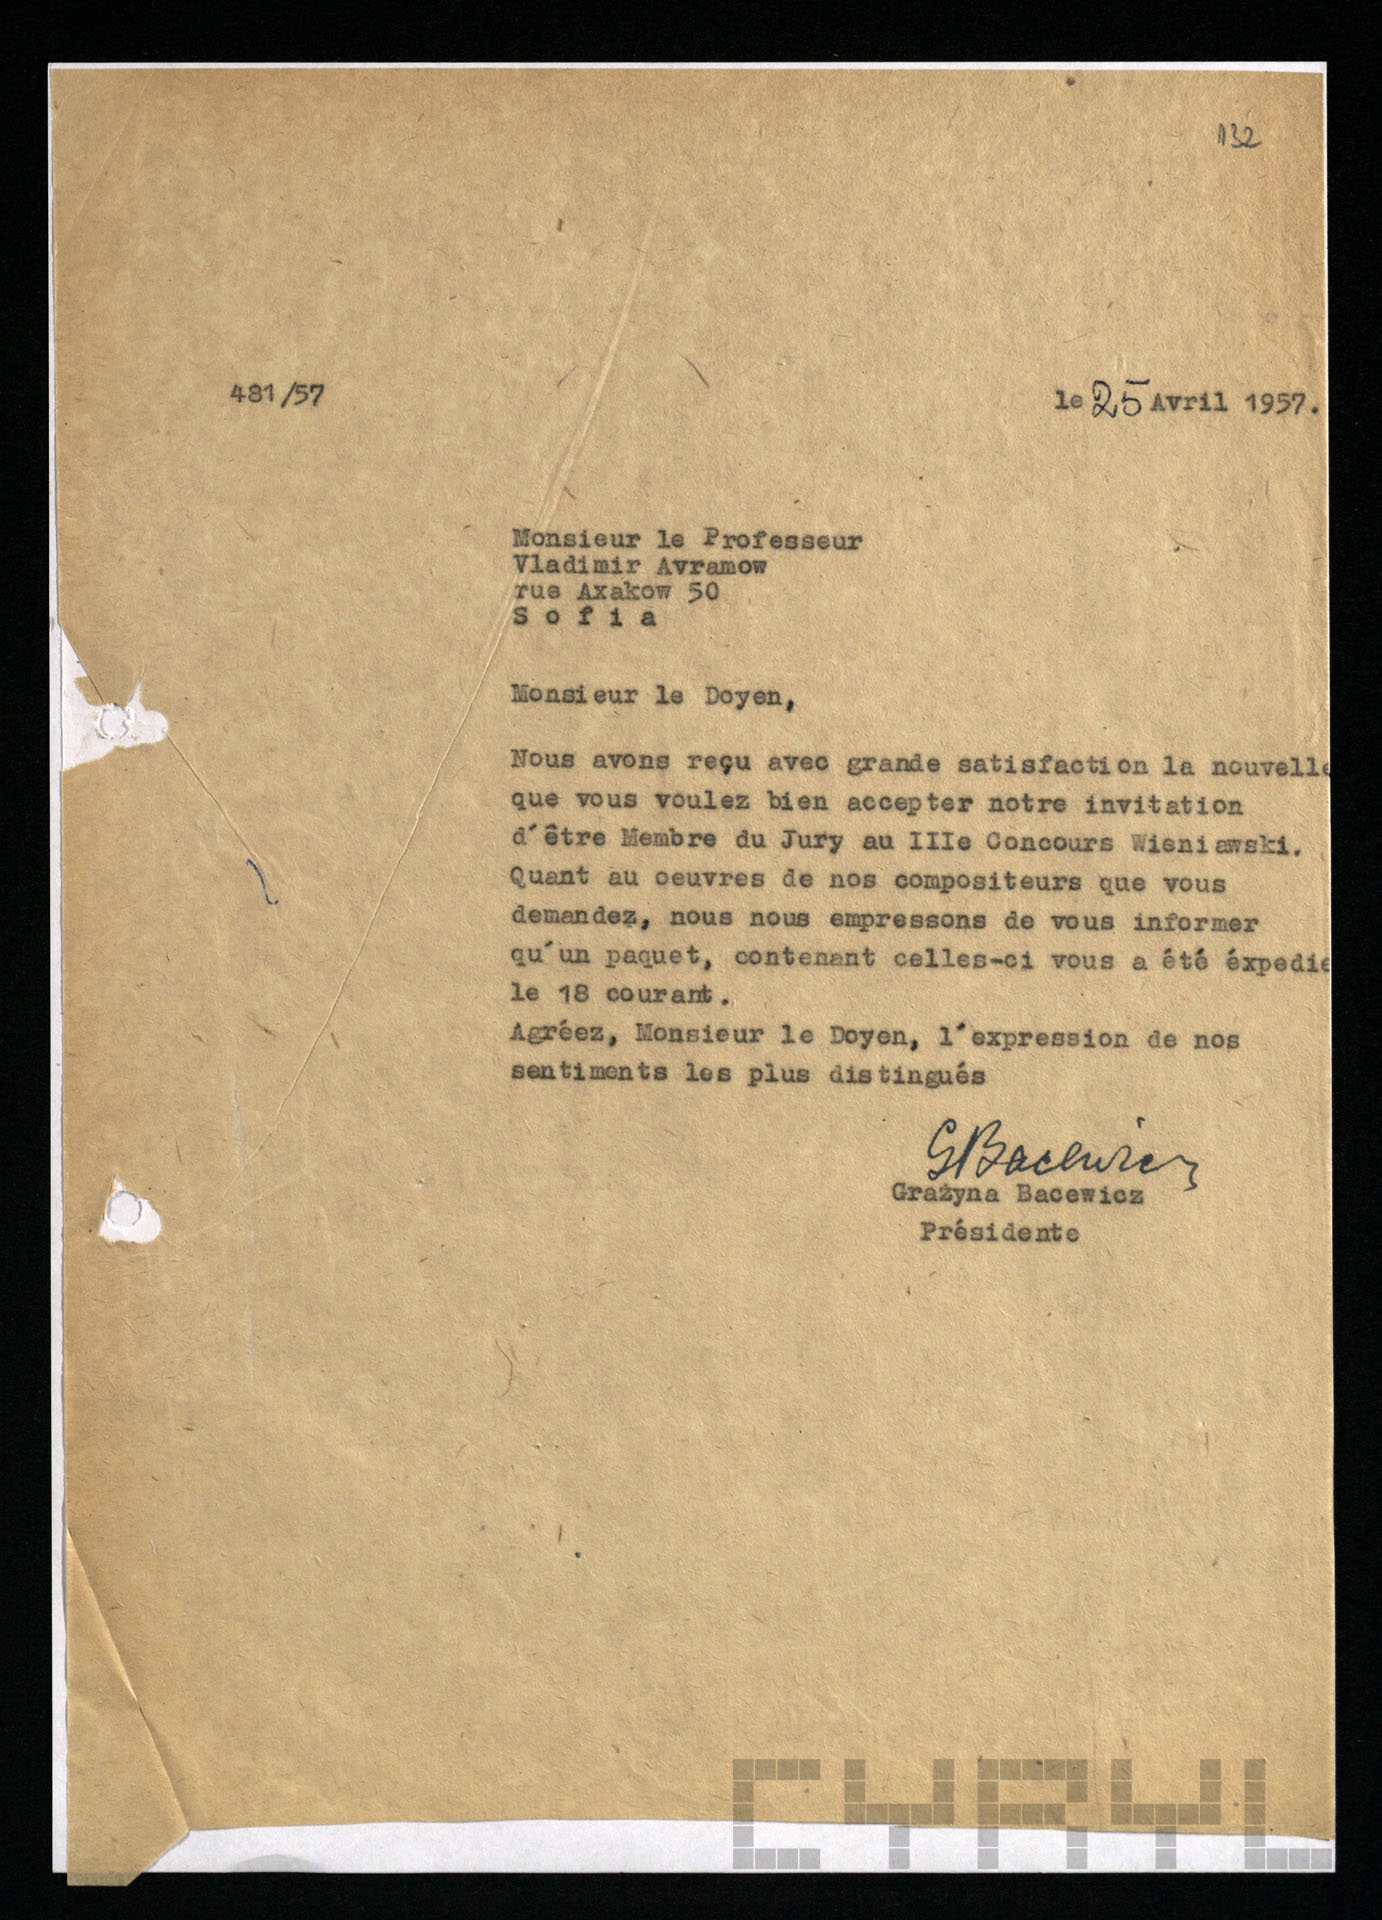 132
481/57
le 25 Avril 1957.
Monsieur le Professeur
Vladimir Avramow
rue Axakow 50
S o f i a
Monsieur le Doyen,
Nous avons reçu avec grande satisfaction la nouvelle
que vous voulez bien accepter notre invitation
d´être Membre du Jury au IIIe Concours Wieniawski.
Quant au oeuvres de nos compositeurs que vous
demandez, nous nous empressons de vous informer
qu´un paquet, contenant celles-ci vous a été éxpedie
le 18 courant.
Agréez, Monsieur le Doyen, l´expression de nos
sentiments les plus distingués
GBacewicz
Grażyna Bacewicz
Présidente
CYRYL